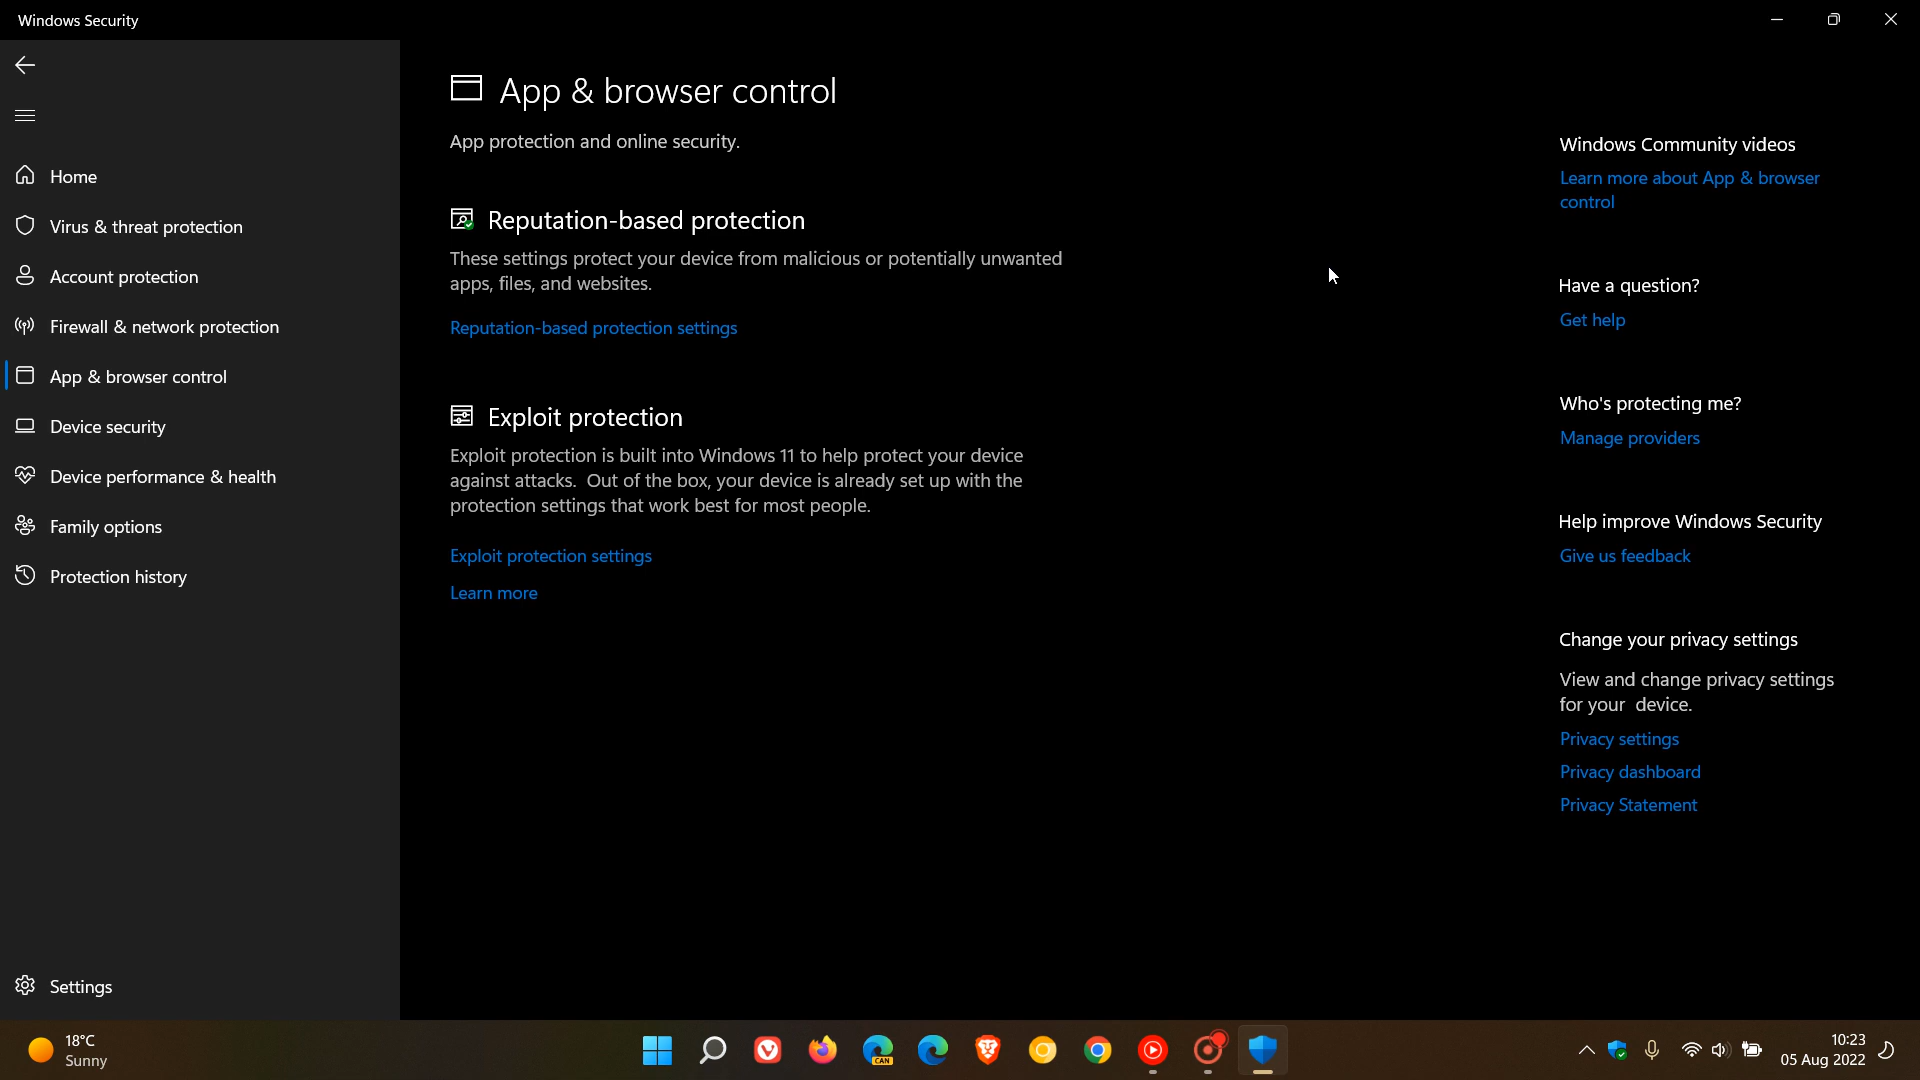 Windows Security
Home
Virus & threat protection
Account protection
Firewall & network protection
App & browser control
Device security
Device performance & health
Family options
Protection history
Settings
App & browser control
App protection and online security.
Reputation-based protection
These settings protect your device from malicious or potentially unwanted
apps, files, and websites.
Reputation-based protection settings
Exploit protection
Exploit protection is built into Windows 11 to help protect your device
against attacks.  Out of the box, your device is already set up with the
protection settings that work best for most people.
Exploit protection settings
Learn more
Windows Community videos
Learn more about App & browser
control
Have a question?
Get help
Who's protecting me?
Manage providers
Help improve Windows Security
Give us feedback
Change your privacy settings
View and change privacy settings
for your  device.
Privacy settings
Privacy dashboard
Privacy Statement
18°C
Sunny
CAN
10:23
05 Aug 2022